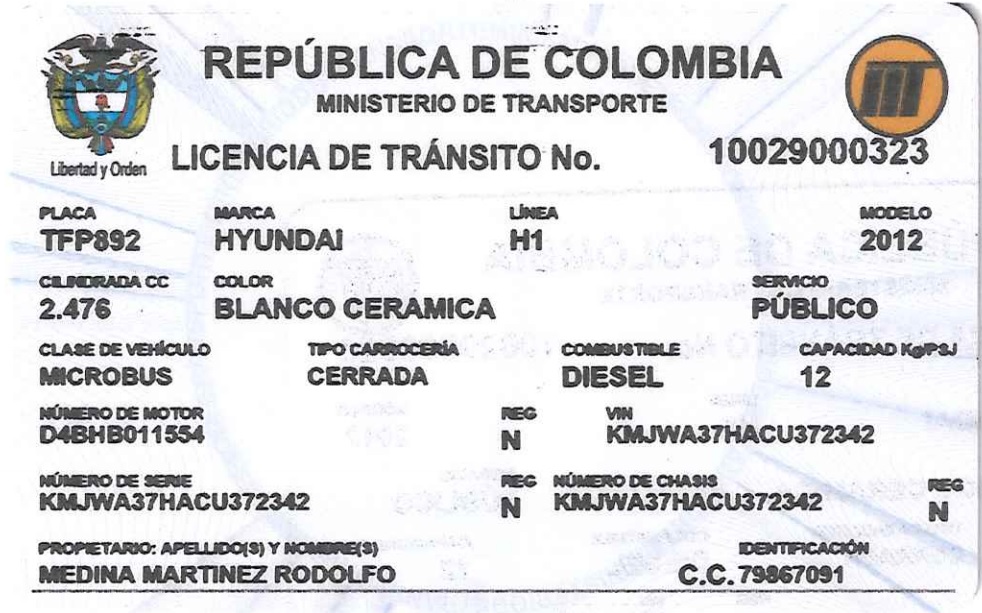 REPÚBLICA DE COLOMBIA
MINISTERIO DE TRANSPORTE
Libertad y Orden
LICENCIA DE TRÁNSITO No. 10029000323
PLACA MARCA LÍNEA MODELO
TFP892 HYUNDAI H1 2012
CILINDRADA CC COLOR SERVICIO
2.476 BLANCO CERAMICA PÚBLICO
CLASE DE VEHÍCULO TIPO CARROCERÍA COMBUSTIBLE CAPACIDAD Kg/PSJ
MICROBUS CERRADA DIESEL 12
NÚMERO DE MOTOR REG VIN
D4BHB011554 N KMJWA37HACU372342
NÚMERO DE SERIE REG NÚMERO DE CHASIS REG
KMJWA37HACU372342 N KMJWA37HACU372342 N
PROPIETARIO: APELLIDO(S) Y NOMBRE(S) IDENTIFICACIÓN
MEDINA MARTINEZ RODOLFO C.C. 79867091